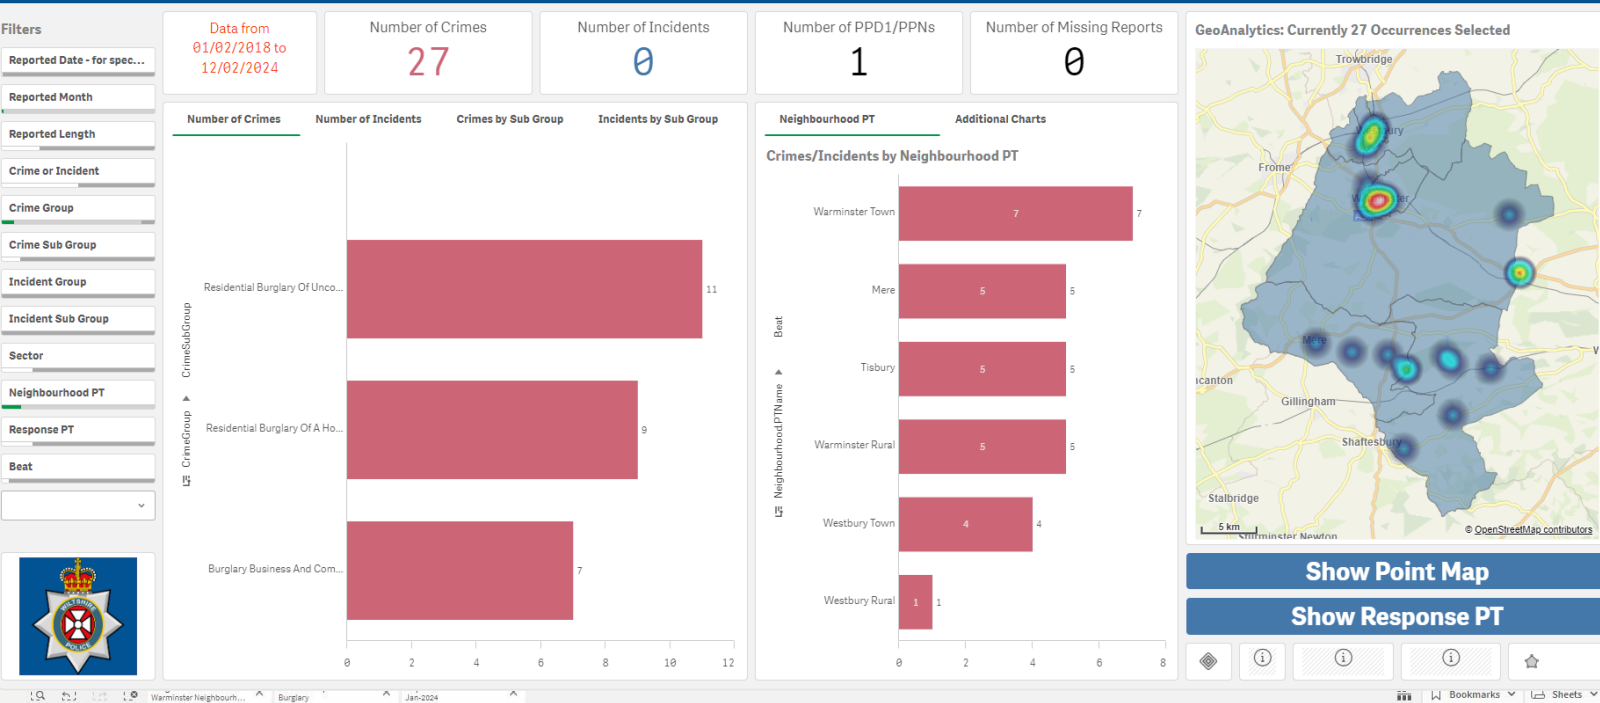 Filters
Reported Date - for spec...
Reported Month
Reported Length
Crime or Incident
Crime Group
Crime Sub Group
Incident Group
Incident Sub Group
Sector
Neighbourhood PT
Response PT
Beat
WILTSHIRE
POLICE
Data from
01/02/2018 to
12/02/2024
Number of Crimes
27
Number of Incidents
0
Number of PPD1/PPNs
1
Number of Missing Reports
0
Number of Crimes
Number of Incidents
Crimes by Sub Group
Incidents by Sub Group
CrimeGroup
CrimeSubGroup
Residential Burglary Of Unco...
11
Residential Burglary Of A Ho...
9
Burglary Business And Com...
7
0 2 4 6 8 10 12
Neighbourhood PT
Additional Charts
Crimes/Incidents by Neighbourhood PT
Neighbourhood.PTName
Beat
Warminster Town
7 7
Mere
5 5
Tisbury
5 5
Warminster Rural
5 5
Westbury Town
4 4
Westbury Rural
1 1
0 2 4 6 8
GeoAnalytics: Currently 27 Occurrences Selected
Trowbridge
Frome
Mere
Gillingham
Shaftesbury
Stalbridge
5 km
Sturminster Newton
© OpenStreetMap contributors
Show Point Map
Show Response PT
Warminster Neighbourh...
Burglary
Jan-2024
Bookmarks
Sheets